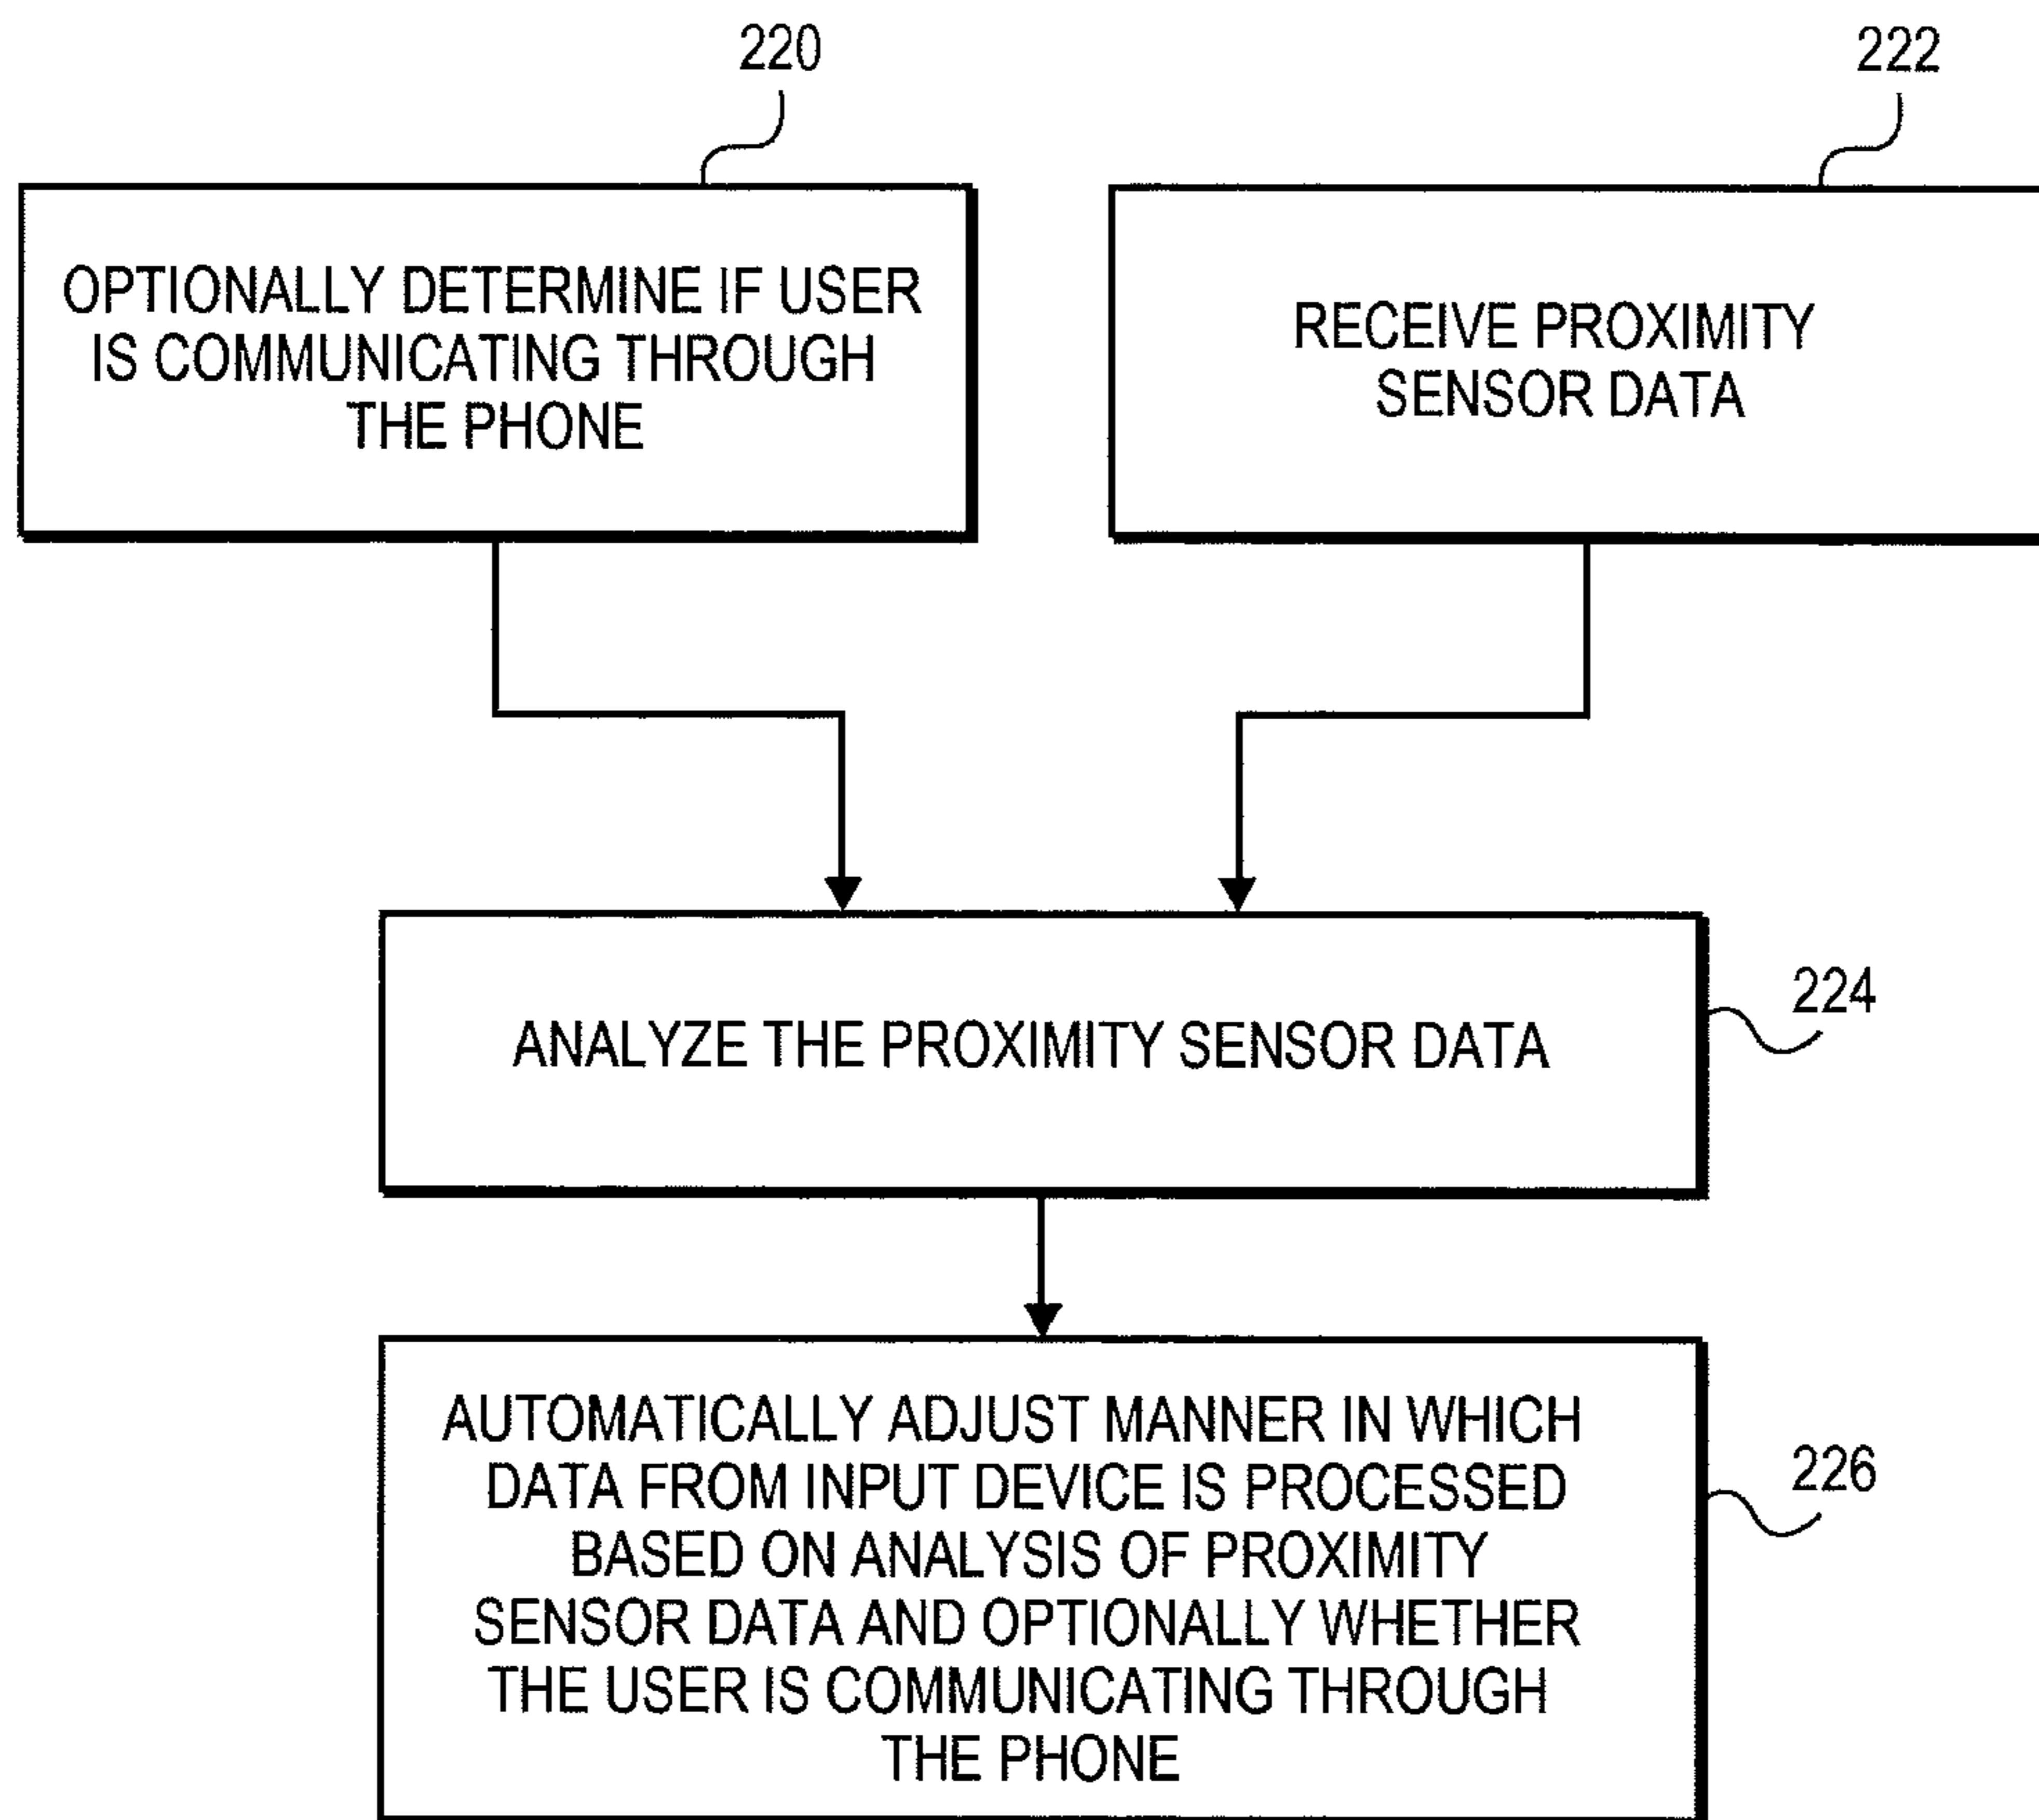 220
222
OPTIONALLY DETERMINE IF USER
IS COMMUNICATING THROUGH
THE PHONE
RECEIVE PROXIMITY
SENSOR DATA
ANALYZE THE PROXIMITY SENSOR DATA
224
AUTOMATICALLY ADJUST MANNER IN WHICH
DATA FROM INPUT DEVICE IS PROCESSED
BASED ON ANALYSIS OF PROXIMITY
SENSOR DATA AND OPTIONALLY WHETHER
THE USER IS COMMUNICATING THROUGH
THE PHONE
226